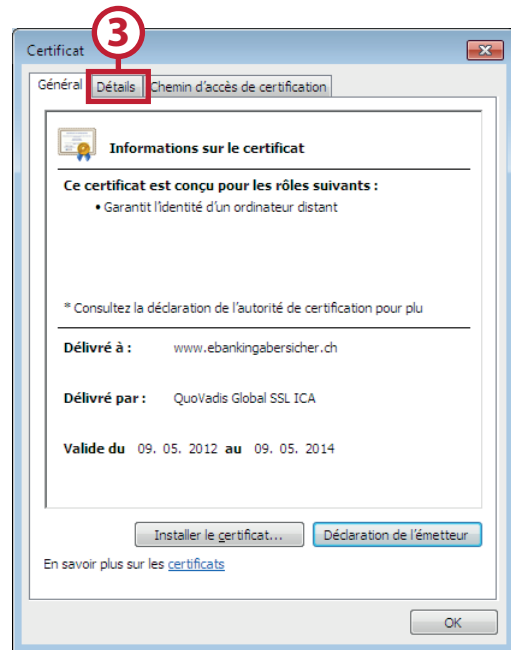 3
Certificat
Général Détails Chemin d'accès de certification
Informations sur le certificat
Ce certificat est conçu pour les rôles suivants :
• Garantit l'identité d'un ordinateur distant
* Consultez la déclaration de l'autorité de certification pour plu
Délivré à : www.ebankingabersicher.ch
Délivré par : QuoVadis Global SSL ICA
Valide du 09. 05. 2012 au 09. 05. 2014
Installer le certificat... Déclaration de l'émetteur
En savoir plus sur les certificats
OK